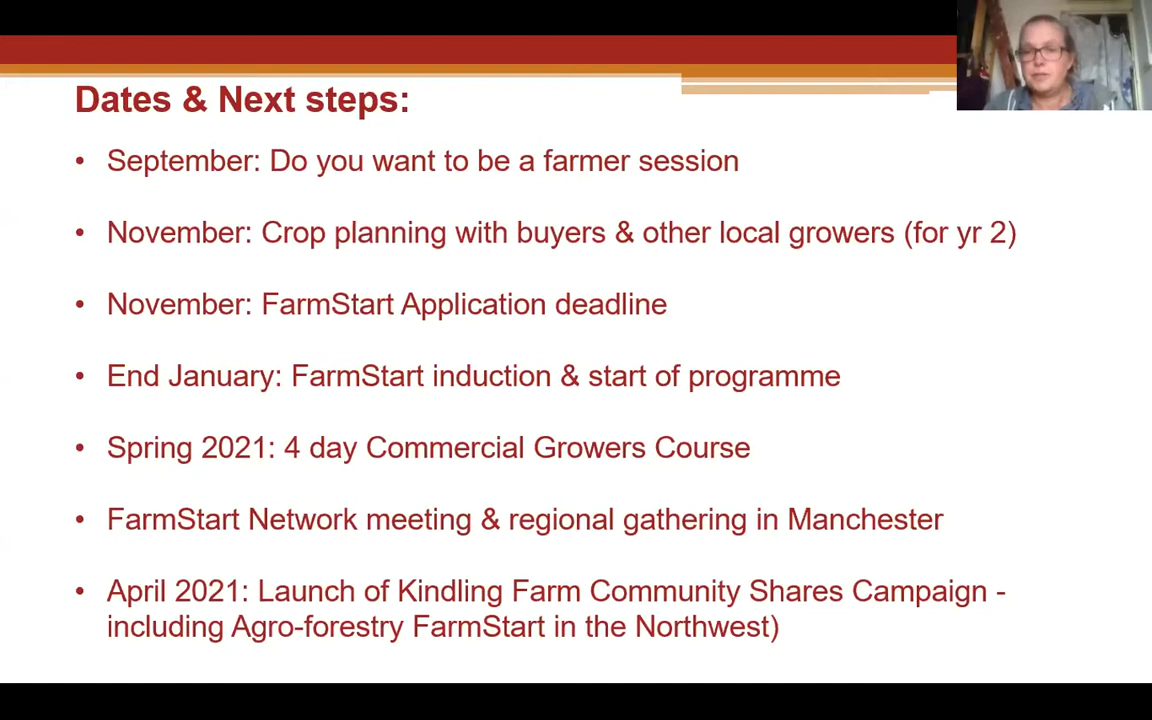 Dates & Next steps:
• September: Do you want to be a farmer session
• November: Crop planning with buyers & other local growers (for yr 2)
• November: FarmStart Application deadline
• End January: FarmStart induction & start of programme
• Spring 2021: 4 day Commercial Growers Course
• FarmStart Network meeting & regional gathering in Manchester
• April 2021: Launch of Kindling Farm Community Shares Campaign -
including Agro-forestry FarmStart in the Northwest)